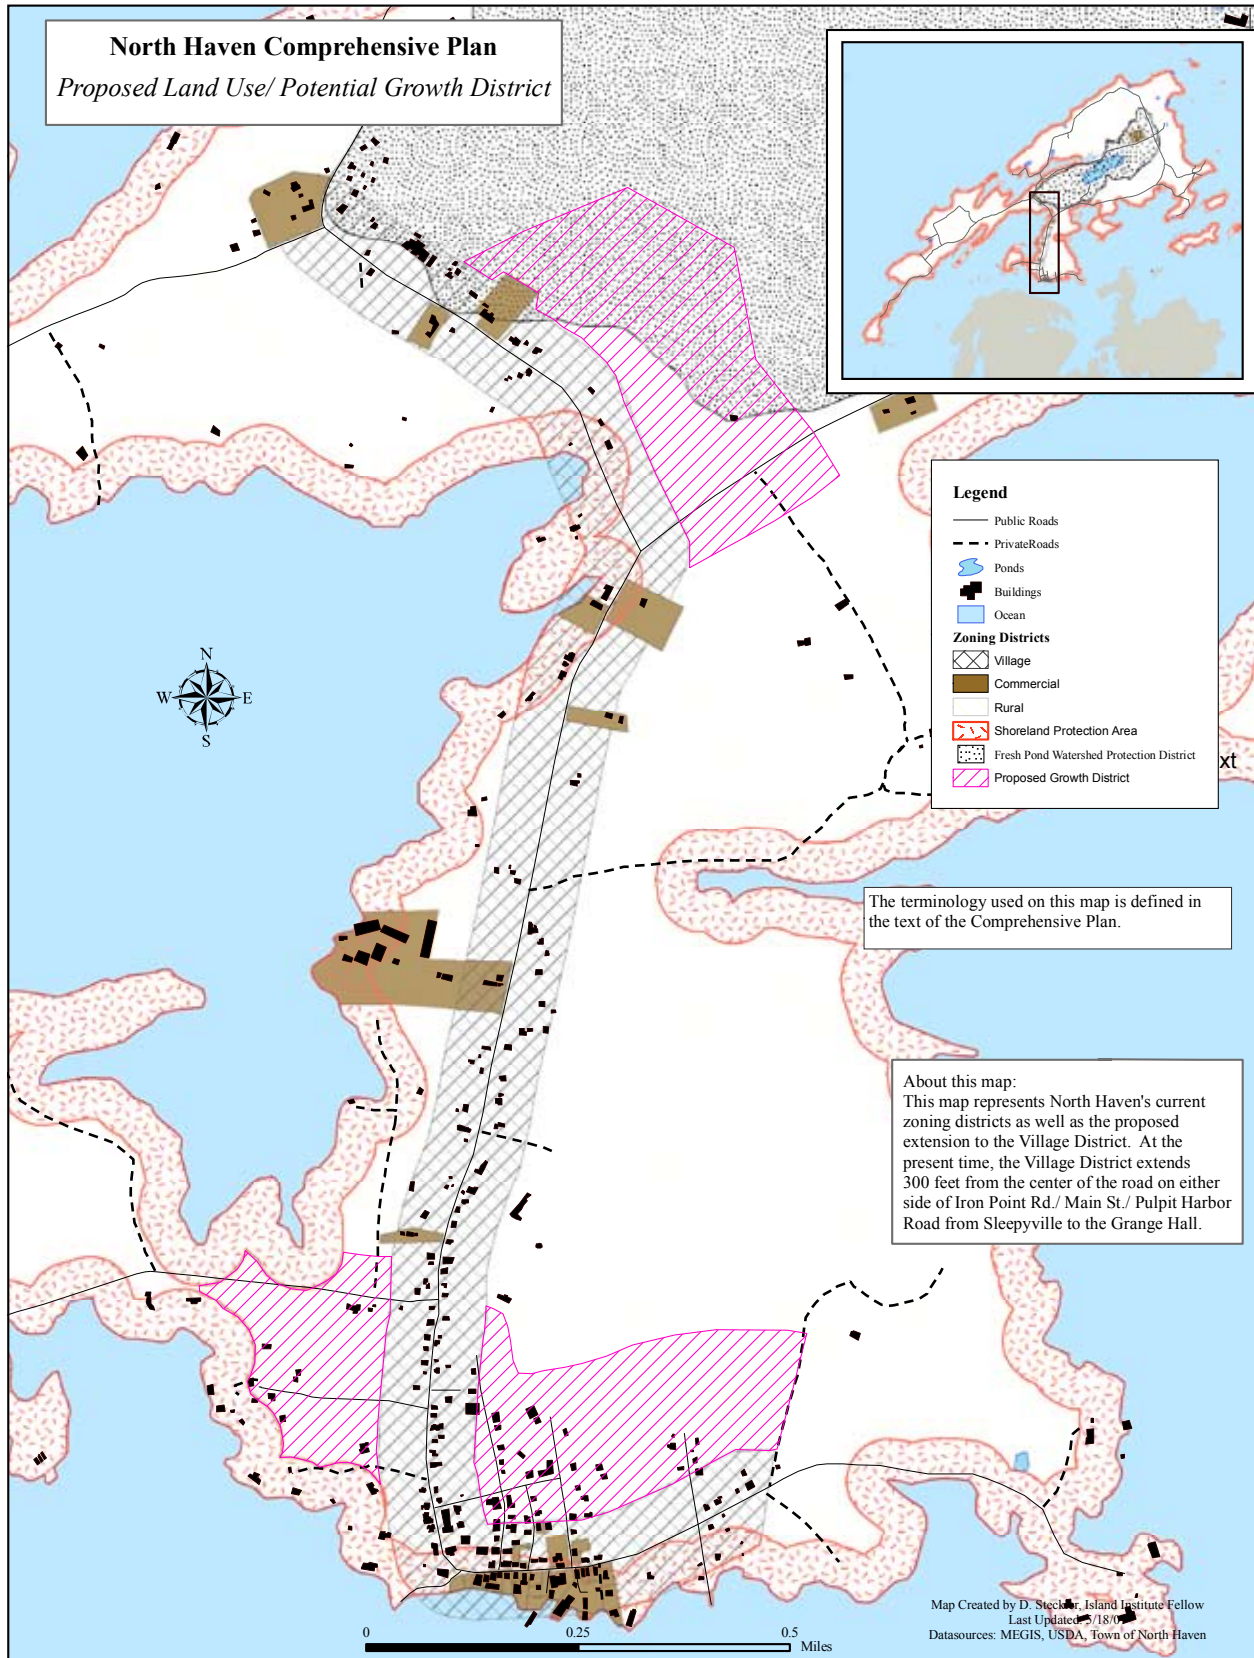 North Haven Comprehensive Plan
Proposed Land Use/ Potential Growth District
Legend
Public Roads
PrivateRoads
Ponds
Buildings
Ocean
Zoning Districts
Village
Commercial
Rural
Shoreland Protection Area
Fresh Pond Watershed Protection District
Proposed Growth District
xt
N
W
E
S
The terminology used on this map is defined in
the text of the Comprehensive Plan.
About this map:
This map represents North Haven's current
zoning districts as well as the proposed
extension to the Village District. At the
present time, the Village District extends
300 feet from the center of the road on either
side of Iron Point Rd./ Main St./ Pulpit Harbor
Road from Sleepyville to the Grange Hall.
Map Created by D. Island Institute Fellow
Last Updated:
Datasources: MEGIS, USDA, Town of North Haven
0
0.25
0.5
Miles